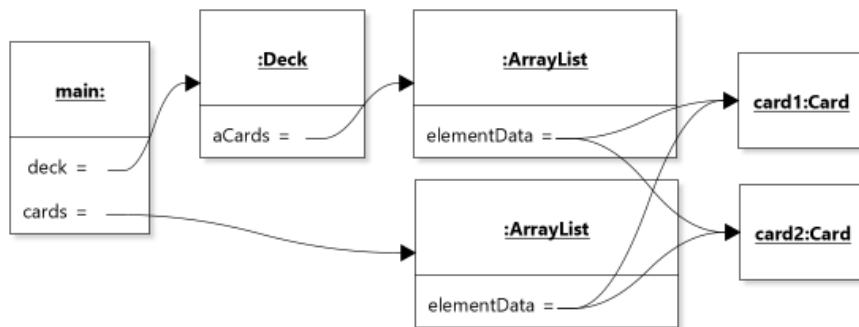 main:
deck =
cards =
:Deck
aCards =
:ArrayList
elementData =
:ArrayList
elementData =
card1:Card
card2:Card